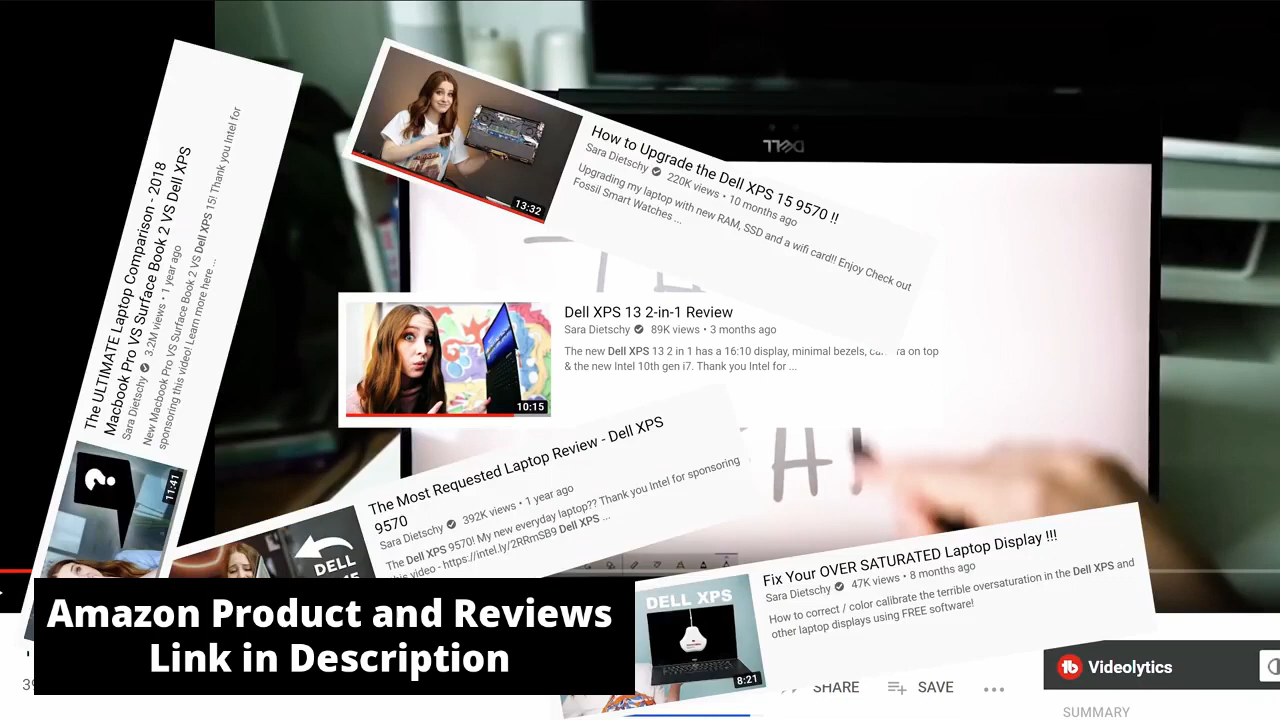 The ULTIMATE Laptop Comparison - 2018
Macbook Pro VS Surface Book 2 VS Dell XPS
Sara Dietschy 3.2M views • 1 year ago
New Macbook Pro VS Surface Book 2 VS Dell XPS 15! Thank you Intel for
sponsoring this video! Learn more here ...
?
11:41
How to Upgrade the Dell XPS 15 9570 !!
Sara Dietschy 220K views • 10 months ago
Upgrading my laptop with new RAM, SSD and a wifi card!! Enjoy Check out
Fossil Smart Watches ...
13:32
DELL
Dell XPS 13 2-in-1 Review
Sara Dietschy 89K views • 3 months ago
The new Dell XPS 13 2 in 1 has a 16:10 display, minimal bezels, on top
& the new Intel 10th gen i7. Thank you Intel for ...
10:15
The Most Requested Laptop Review - Dell XPS
9570
Sara Dietschy 392K views • 1 year ago
The Dell XPS 9570! My new everyday laptop?? Thank you Intel for sponsoring
this video - https://intel.ly/2RRmSB9 Dell XPS ...
DELL
H
Fix Your OVER SATURATED Laptop Display !!!
Sara Dietschy 47K views • 8 months ago
How to correct / color calibrate the terrible oversaturation in the Dell XPS and
other laptop displays using FREE software!
DELL XPS
8:21
Amazon Product and Reviews
Link in Description
SHARE SAVE ...
Videolytics
SUMMARY